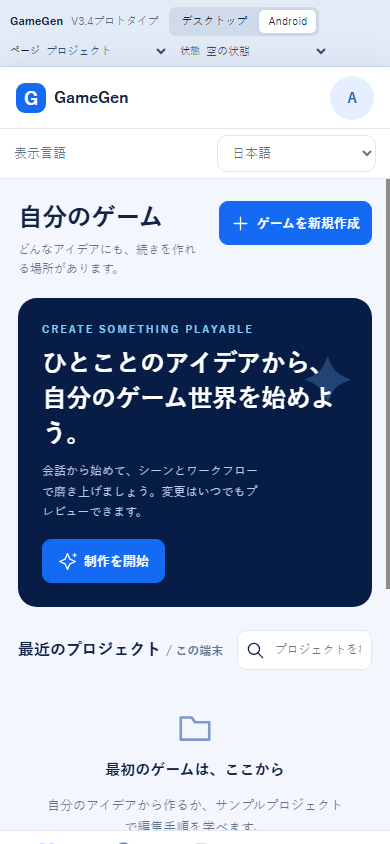 GameGen V3.4プロトタイプ デスクトップ Android
ページ プロジェクト 状態 空の状態
G GameGen A
表示言語 日本語
自分のゲーム
どんなアイデアにも、続きを作れ
る場所があります。
ゲームを新規作成
CREATE SOMETHING PLAYABLE
ひとことのアイデアから、
自分のゲーム世界を始めよ
う。
会話から始めて、シーンとワークフロー
で磨き上げましょう。変更はいつでもプ
レビューできます。
制作を開始
最近のプロジェクト / この端末
プロジェクトを
最初のゲームは、ここから
自分のアイデアから作るか、サンプルプロジェクト
で編集手順を学べます。